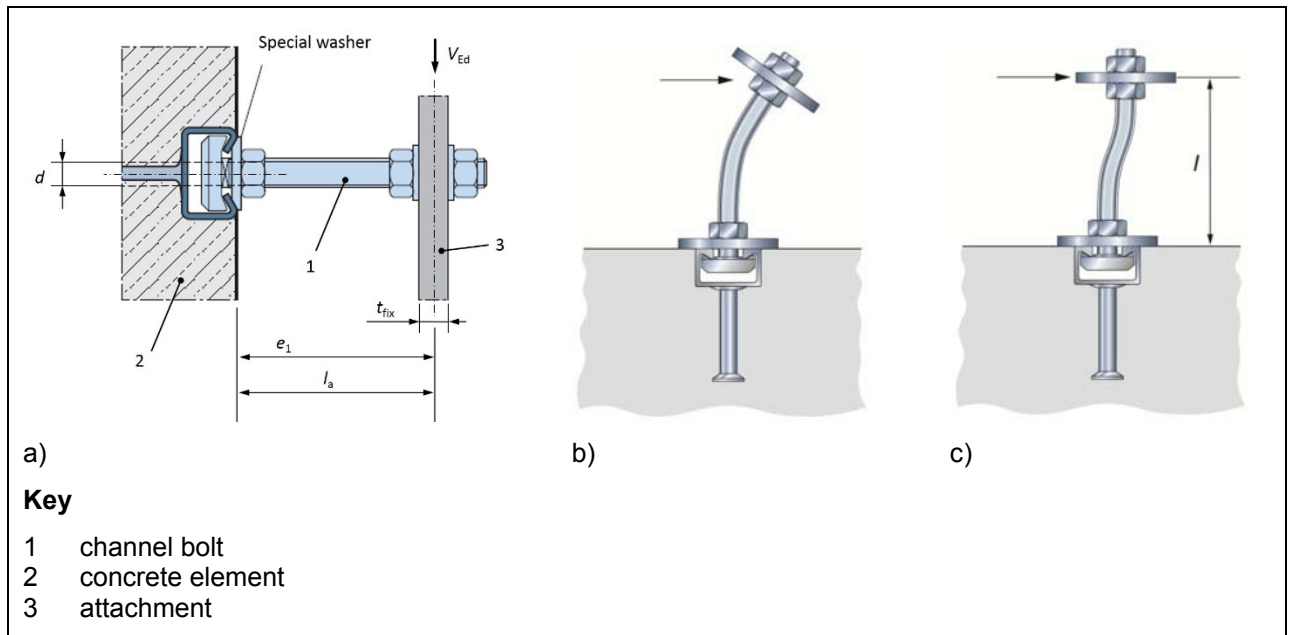 Special washer
V_Ed
d
1
3
2
t_fix
e_1
l_a
l
a)
b)
c)
Key
1 channel bolt
2 concrete element
3 attachment